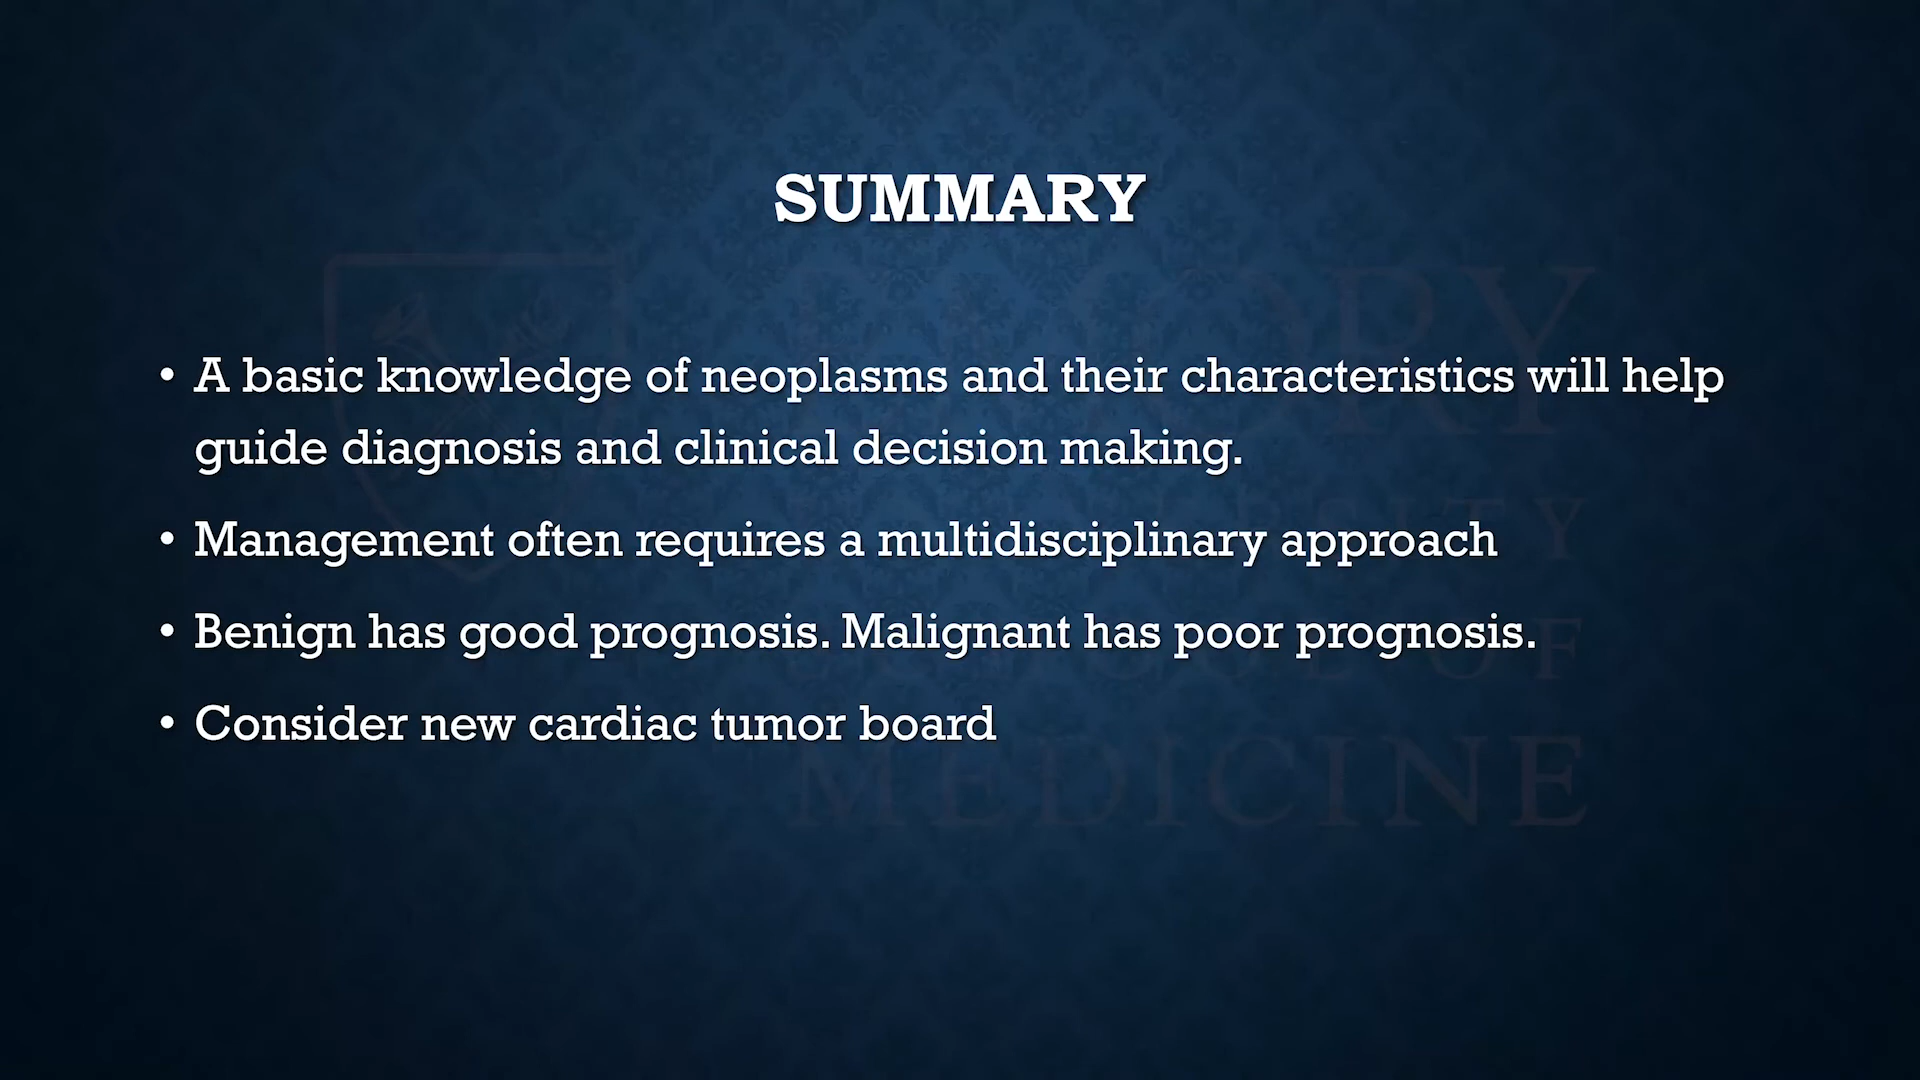 SUMMARY
• A basic knowledge of neoplasms and their characteristics will help
guide diagnosis and clinical decision making.
• Management often requires a multidisciplinary approach
• Benign has good prognosis. Malignant has poor prognosis.
• Consider new cardiac tumor board
MEDICINE